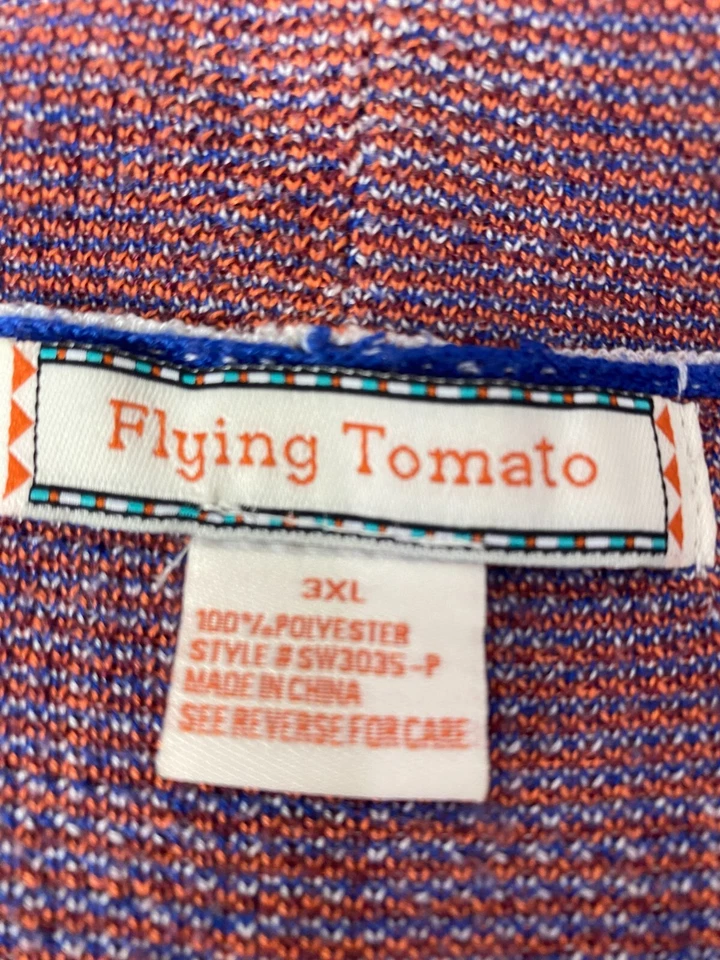 Flying Tomato
3XL
100% POLYESTER
STYLE # SW3035-P
MADE IN CHINA
SEE REVERSE FOR CARE